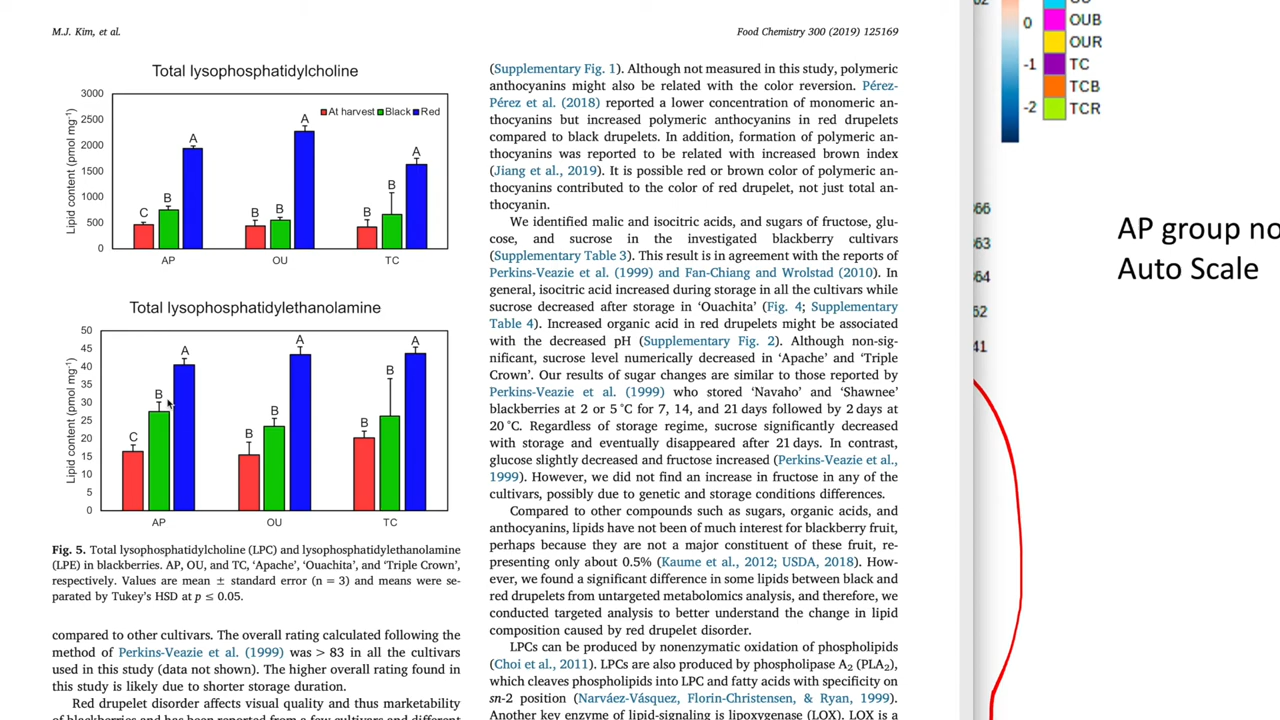 M.J. Kim, et al.
Food Chemistry 300 (2019) 125169
Total lysophosphatidylcholine
Lipid content (pmol mg⁻¹)
3000
2500
2000
1500
1000
500
0
At harvest Black Red
C B A
B B A
B B A
AP OU TC
Total lysophosphatidylethanolamine
Lipid content (pmol mg⁻¹)
50
45
40
35
30
25
20
15
10
5
0
C B A
B B A
B B A
AP OU TC
Fig. 5. Total lysophosphatidylcholine (LPC) and lysophosphatidylethanolamine
(LPE) in blackberries. AP, OU, and TC, ‘Apache’, ‘Ouachita’, and ‘Triple Crown’,
respectively. Values are mean ± standard error (n = 3) and means were se-
parated by Tukey's HSD at p ≤ 0.05.
compared to other cultivars. The overall rating calculated following the
method of Perkins-Veazie et al. (1999) was > 83 in all the cultivars
used in this study (data not shown). The higher overall rating found in
this study is likely due to shorter storage duration.
Red drupelet disorder affects visual quality and thus marketability
of blackberries and has been reported from a few cultivars and different
(Supplementary Fig. 1). Although not measured in this study, polymeric
anthocyanins might also be related with the color reversion. Pérez-
Pérez et al. (2018) reported a lower concentration of monomeric an-
thocyanins but increased polymeric anthocyanins in red drupelets
compared to black drupelets. In addition, formation of polymeric an-
thocyanins was reported to be related with increased brown index
(Jiang et al., 2019). It is possible red or brown color of polymeric an-
thocyanins contributed to the color of red drupelet, not just total an-
thocyanin.
We identified malic and isocitric acids, and sugars of fructose, glu-
cose, and sucrose in the investigated blackberry cultivars
(Supplementary Table 3). This result is in agreement with the reports of
Perkins-Veazie et al. (1999) and Fan-Chiang and Wrolstad (2010). In
general, isocitric acid increased during storage in all the cultivars while
sucrose decreased after storage in ‘Ouachita’ (Fig. 4; Supplementary
Table 4). Increased organic acid in red drupelets might be associated
with the decreased pH (Supplementary Fig. 2). Although non-sig-
nificant, sucrose level numerically decreased in ‘Apache’ and ‘Triple
Crown’. Our results of sugar changes are similar to those reported by
Perkins-Veazie et al. (1999) who stored ‘Navaho’ and ‘Shawnee’
blackberries at 2 or 5 °C for 7, 14, and 21 days followed by 2 days at
20 °C. Regardless of storage regime, sucrose significantly decreased
with storage and eventually disappeared after 21 days. In contrast,
glucose slightly decreased and fructose increased (Perkins-Veazie et al.,
1999). However, we did not find an increase in fructose in any of the
cultivars, possibly due to genetic and storage conditions differences.
Compared to other compounds such as sugars, organic acids, and
anthocyanins, lipids have not been of much interest for blackberry fruit,
perhaps because they are not a major constituent of these fruit, re-
presenting only about 0.5% (Kaume et al., 2012; USDA, 2018). How-
ever, we found a significant difference in some lipids between black and
red drupelets from untargeted metabolomics analysis, and therefore, we
conducted targeted analysis to better understand the change in lipid
composition caused by red drupelet disorder.
LPCs can be produced by nonenzymatic oxidation of phospholipids
(Choi et al., 2011). LPCs are also produced by phospholipase A₂ (PLA₂),
which cleaves phospholipids into LPC and fatty acids with specificity on
sn-2 position (Narváez-Vásquez, Florin-Christensen, & Ryan, 1999).
Another key enzyme of lipid-signaling is lipoxygenase (LOX). LOX is a
0
-1
-2
OUB
OUR
TC
TCB
TCR
66
63
64
52
41
AP group no
Auto Scale